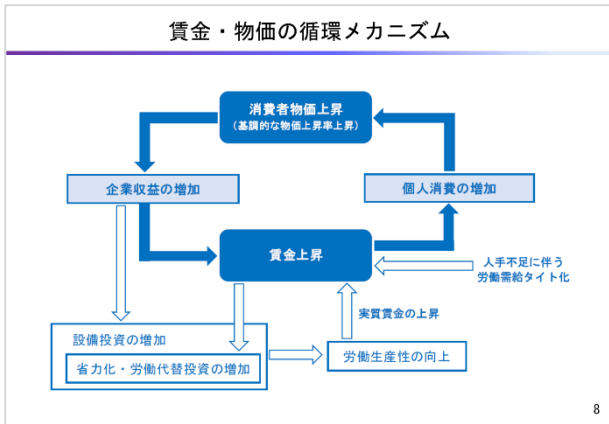 賃金・物価の循環メカニズム
消費者物価上昇
（基調的な物価上昇率上昇）
企業収益の増加
個人消費の増加
賃金上昇
人手不足に伴う
労働需給タイト化
実質賃金の上昇
設備投資の増加
省力化・労働代替投資の増加
労働生産性の向上
8